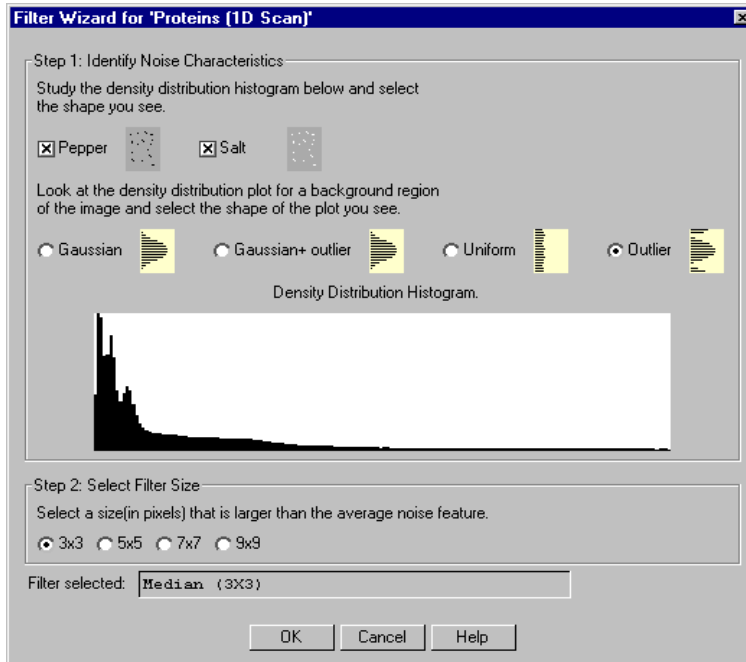 Filter Wizard for 'Proteins (1D Scan)'
Step 1: Identify Noise Characteristics
Study the density distribution histogram below and select
the shape you see.
Pepper Salt
Look at the density distribution plot for a background region
of the image and select the shape of the plot you see.
Gaussian Gaussian+ outlier Uniform Outlier
Density Distribution Histogram.
Step 2: Select Filter Size
Select a size(in pixels) that is larger than the average noise feature.
3x3 5x5 7x7 9x9
Filter selected: Median (3X3)
OK Cancel Help